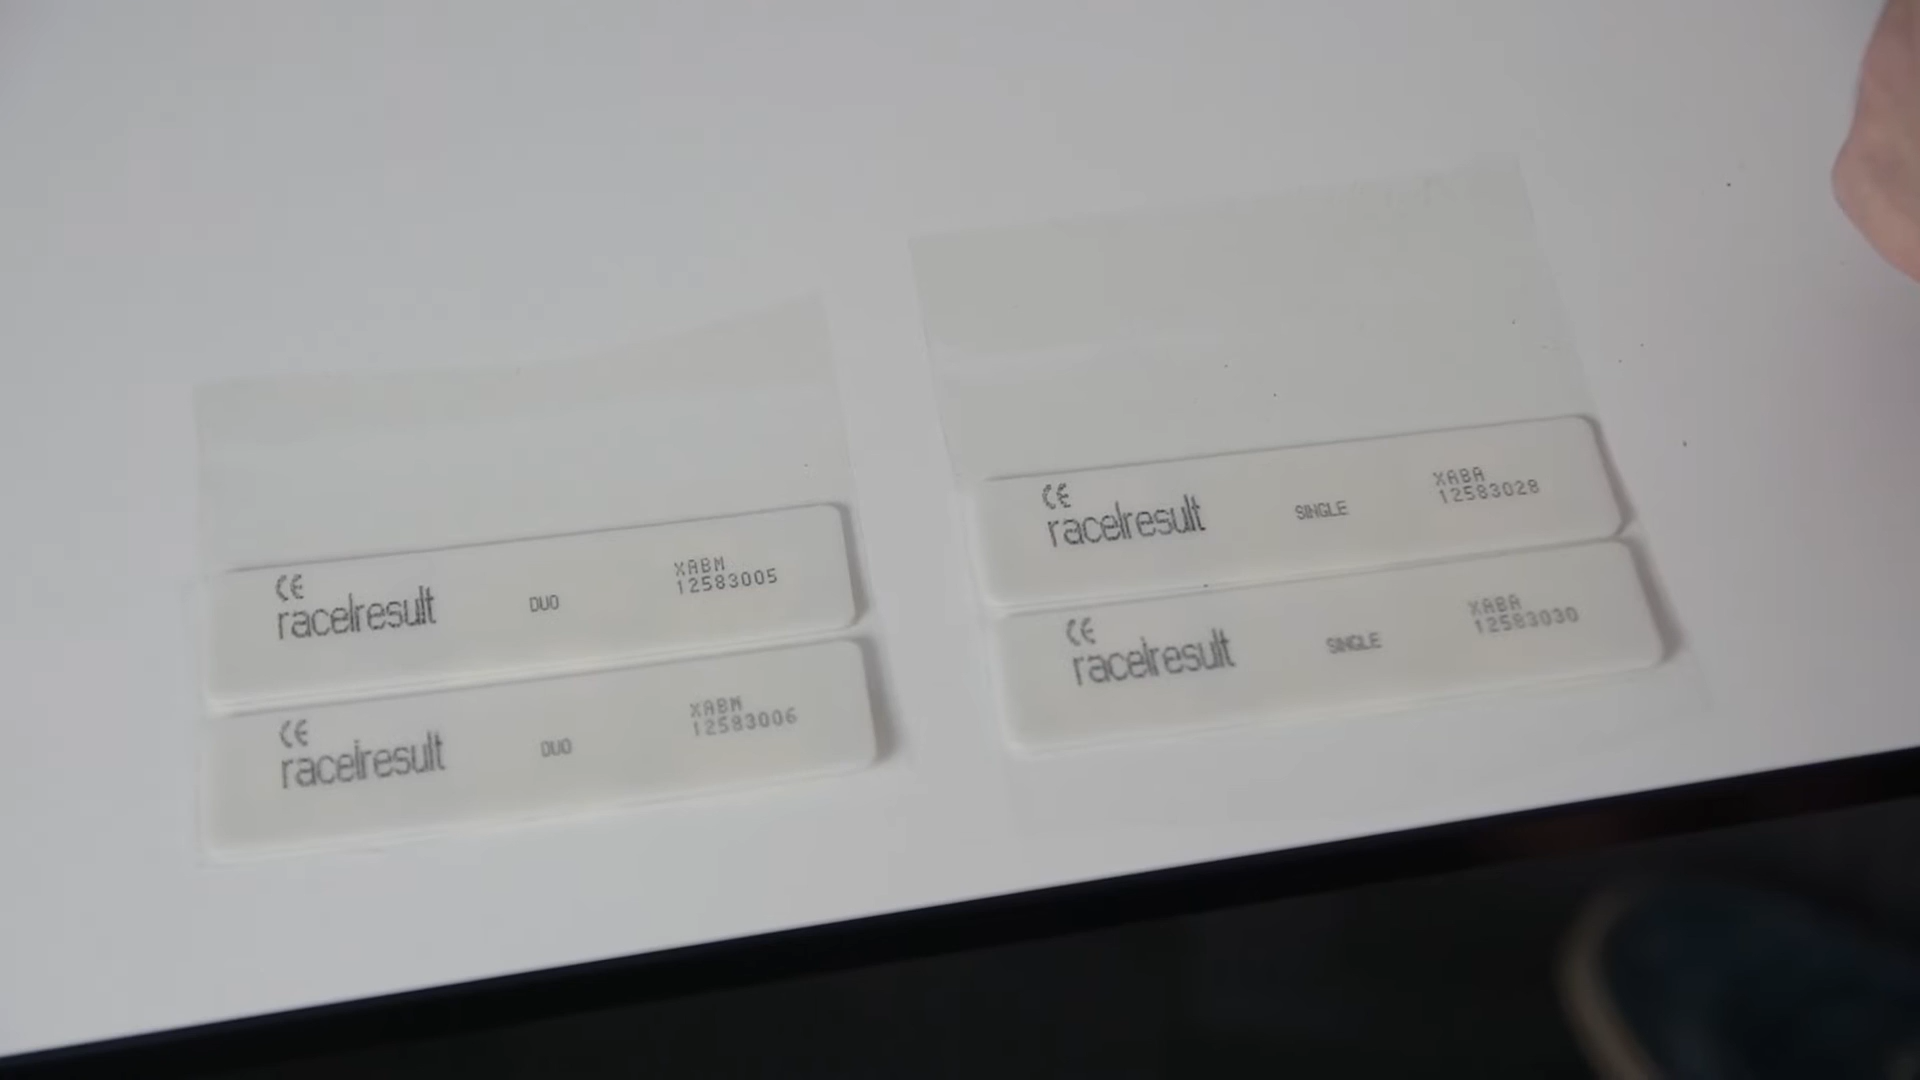 CE
race|result
DUO
XABM
12583005
CE
race|result
DUO
XABM
12583006
CE
race|result
SINGLE
XABA
12583028
CE
race|result
SINGLE
XABA
12583030